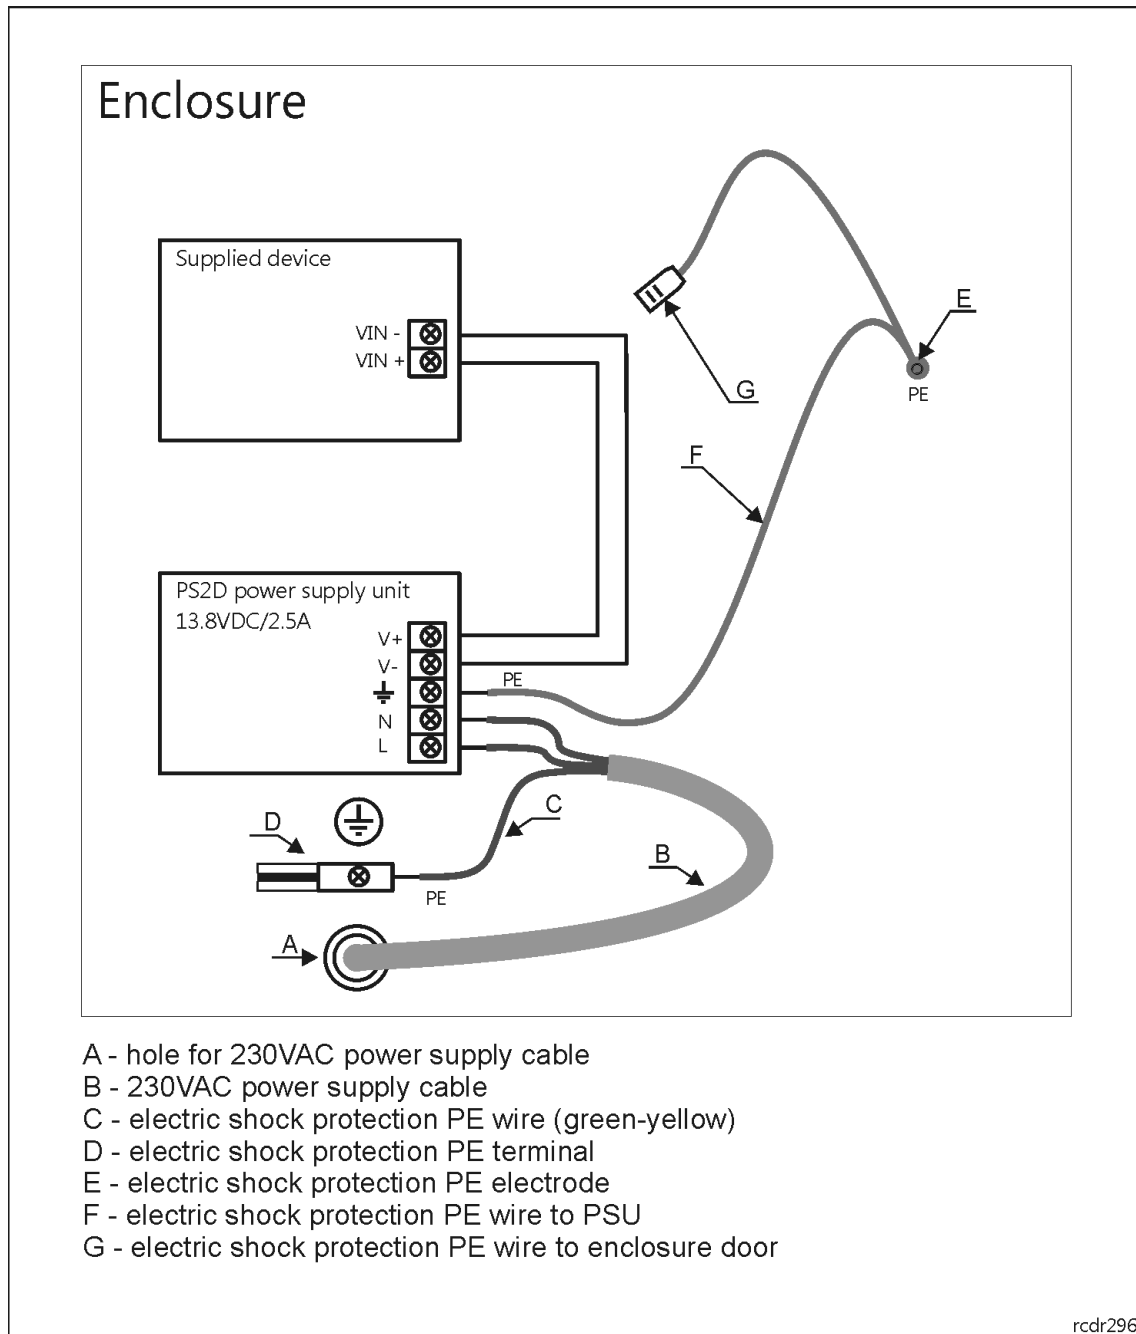 Enclosure
Supplied device
VIN -
VIN +
E
G
PE
F
PS2D power supply unit
13.8VDC/2.5A
V+
V-
PE
N
L
C
D
B
PE
A
A - hole for 230VAC power supply cable
B - 230VAC power supply cable
C - electric shock protection PE wire (green-yellow)
D - electric shock protection PE terminal
E - electric shock protection PE electrode
F - electric shock protection PE wire to PSU
G - electric shock protection PE wire to enclosure door
rcdr296